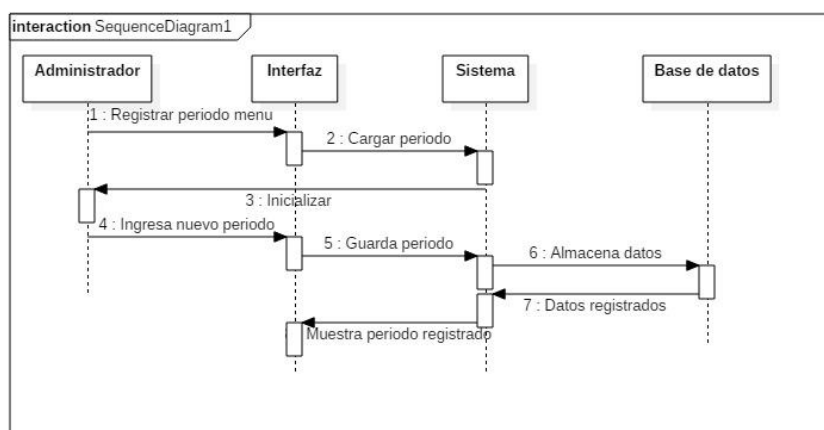 interaction SequenceDiagram1
Administrador
Interfaz
Sistema
Base de datos
1 : Registrar periodo menu
2 : Cargar periodo
3 : Inicializar
4 : Ingresa nuevo periodo
5 : Guarda periodo
6 : Almacena datos
7 : Datos registrados
Muestra periodo registrado